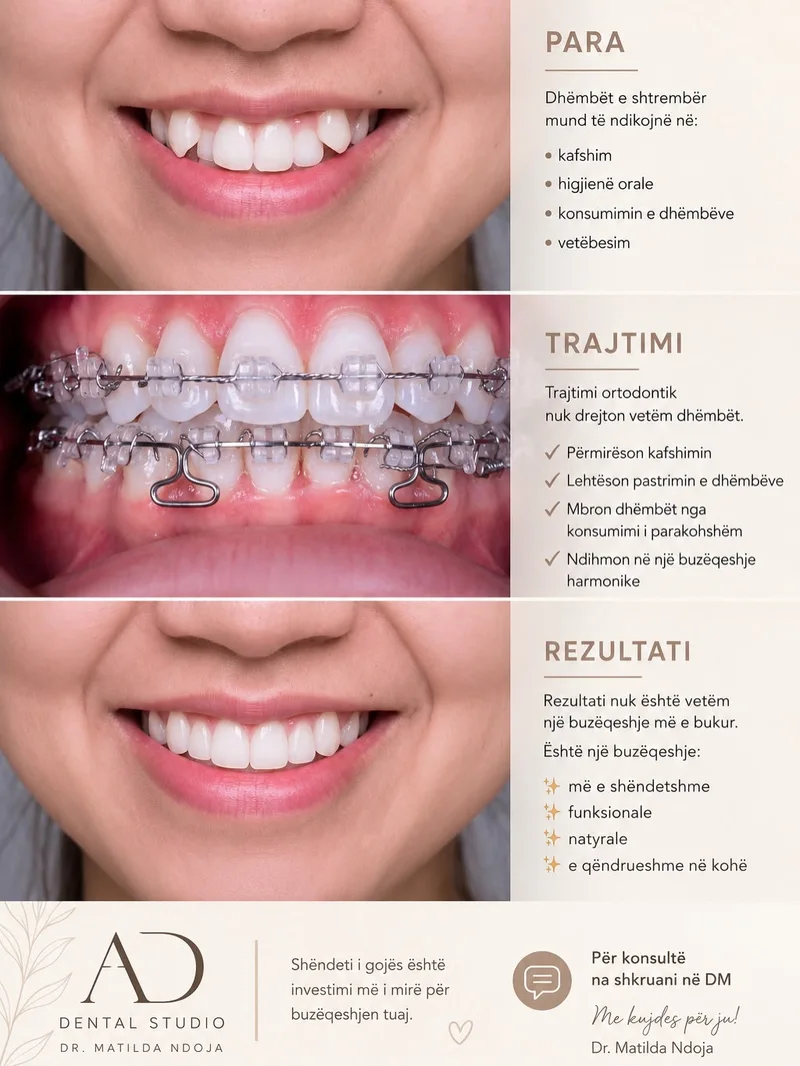 PARA
Dhëmbët e shtrembër
mund të ndikojnë në:
• kafshim
• higjienë orale
• konsumimin e dhëmbëve
• vetëbesim
TRAJTIMI
Trajtimi ortodontik
nuk drejton vetëm dhëmbët.
✓ Përmirëson kafshimin
✓ Lehtëson pastrimin e dhëmbëve
✓ Mbron dhëmbët nga
konsumimi i parakohshëm
✓ Ndihmon në një buzëqeshje
harmonike
REZULTATI
Rezultati nuk është vetëm
një buzëqeshje më e bukur.
Është një buzëqeshje:
✨ më e shëndetshme
✨ funksionale
✨ natyrale
✨ e qëndrueshme në kohë
AD
DENTAL STUDIO
DR. MATILDA NDOJA
Shëndeti i gojës është
investimi më i mirë për
buzëqeshjen tuaj.
Për konsultë
na shkruani në DM
Me kujdes për ju!
Dr. Matilda Ndoja